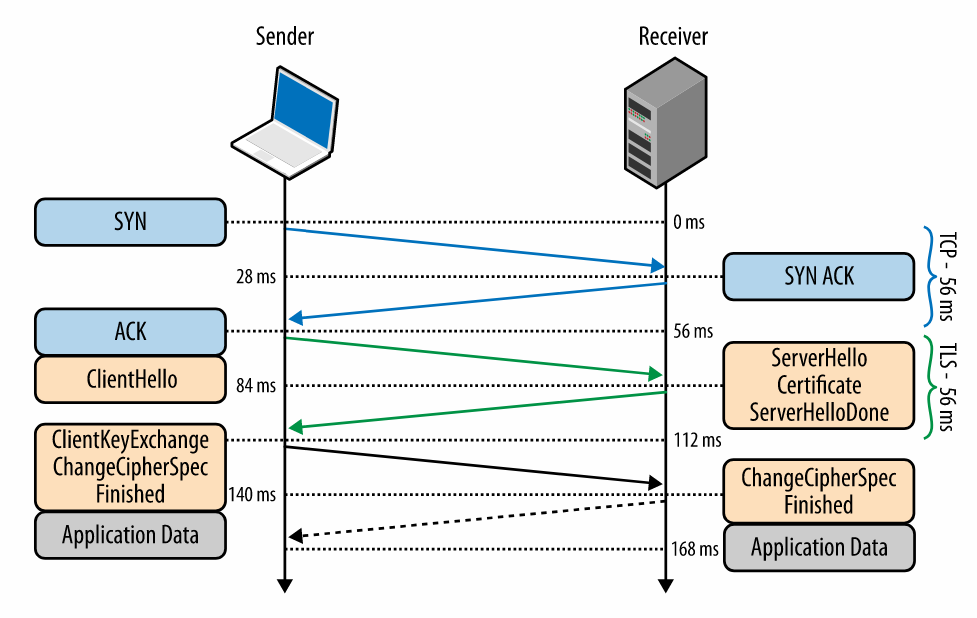 Sender
Receiver
SYN
0 ms
28 ms
SYN ACK
TCP - 56 ms
ACK
56 ms
ClientHello
84 ms
ServerHello
Certificate
ServerHelloDone
TLS - 56 ms
ClientKeyExchange
ChangeCipherSpec
Finished
112 ms
140 ms
ChangeCipherSpec
Finished
Application Data
168 ms
Application Data